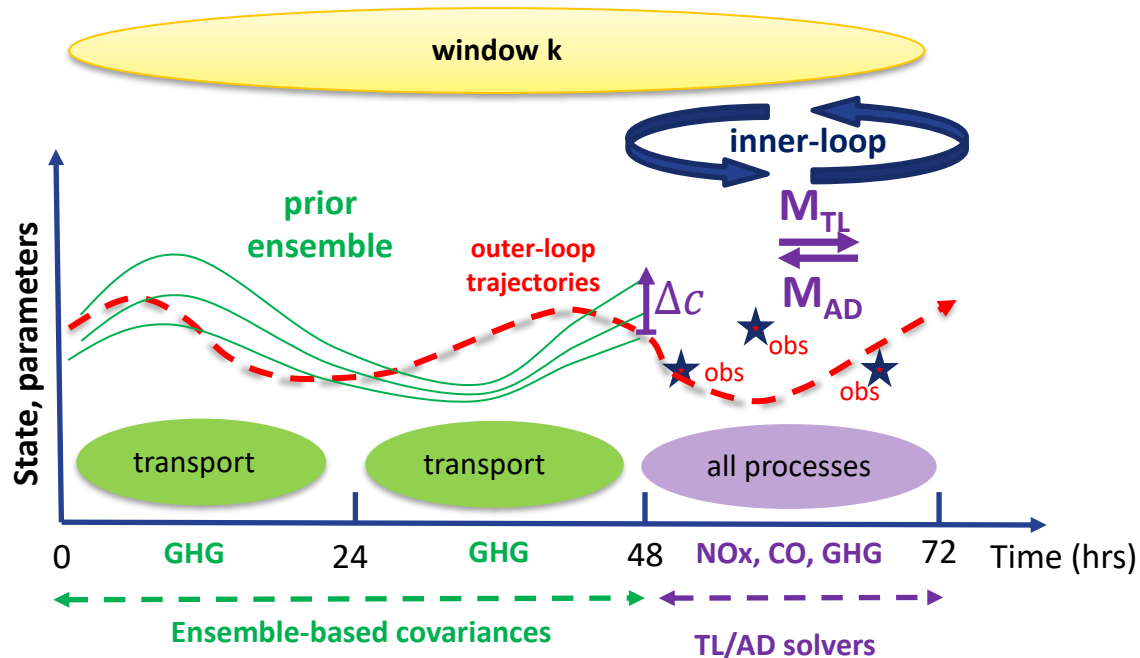 window k
inner-loop
M_TL
M_AD
prior
ensemble
outer-loop
trajectories
Δc
State, parameters
obs
obs
obs
transport
transport
all processes
0
GHG
24
GHG
48
NOx, CO, GHG
72
Time (hrs)
Ensemble-based covariances
TL/AD solvers